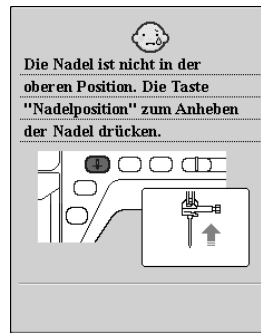 Die Nadel ist nicht in der
oberen Position. Die Taste
"Nadelposition" zum Anheben
der Nadel drücken.